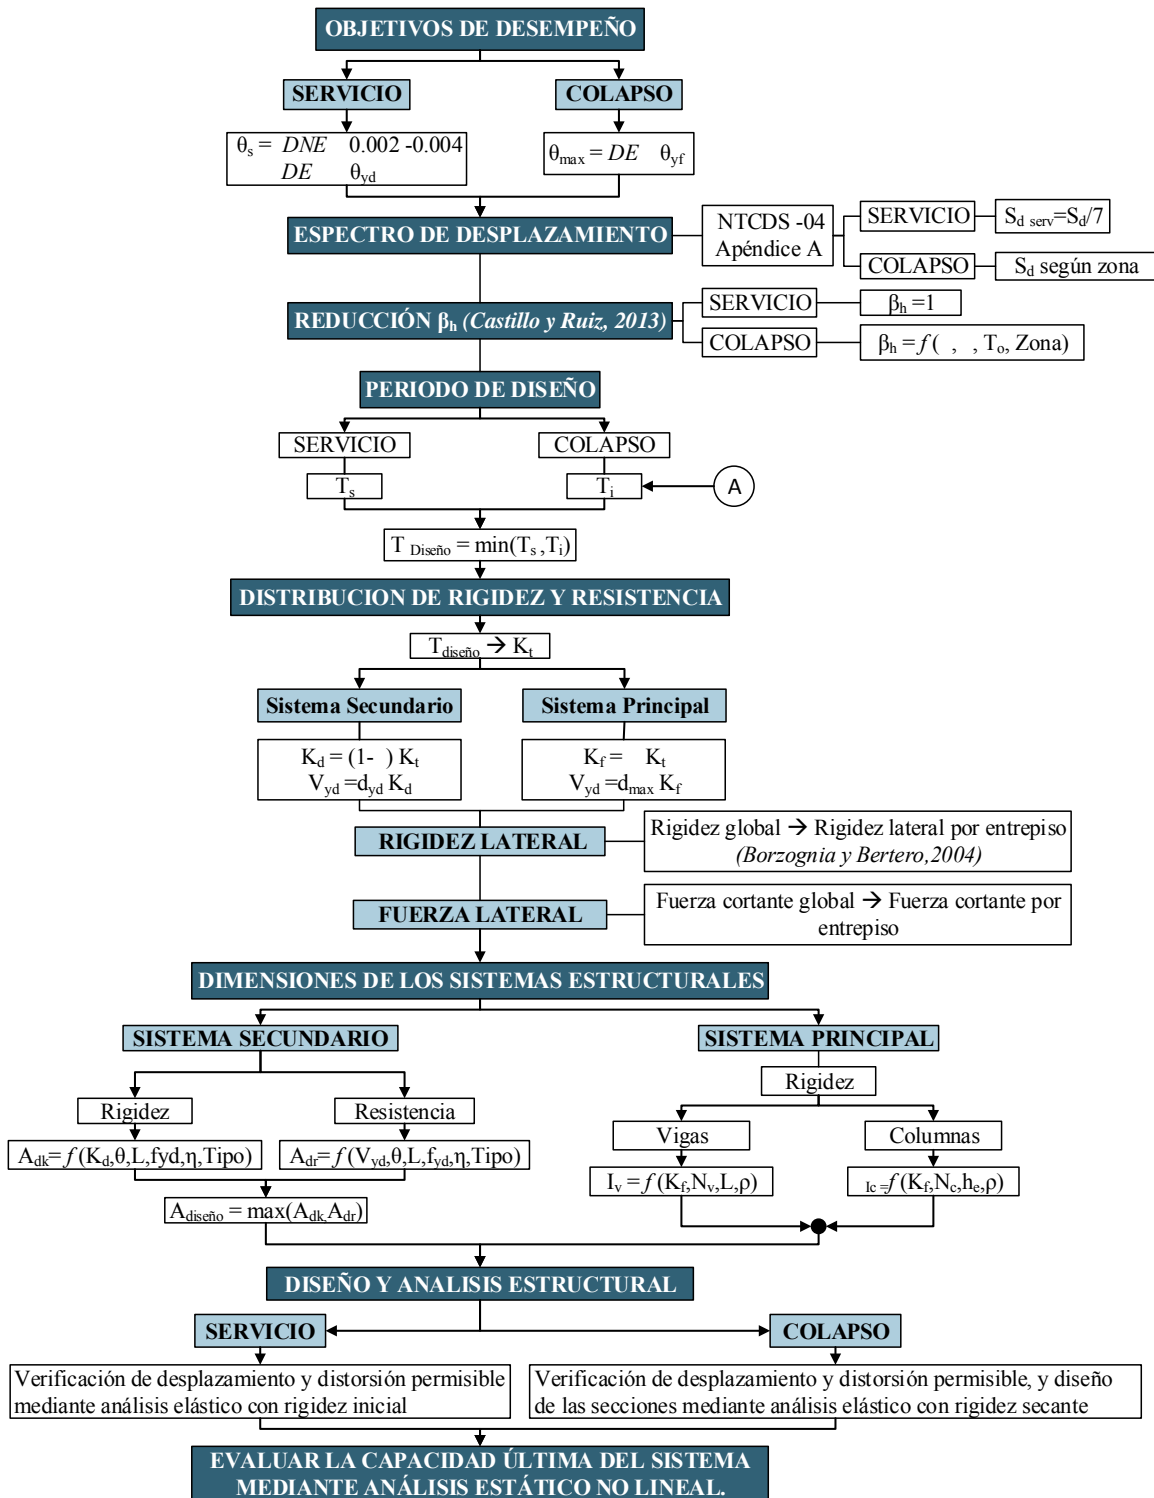 OBJETIVOS DE DESEMPEÑO
SERVICIO
COLAPSO
θs = DNE 0.002 -0.004
DE θyd
θmax = DE θyf
ESPECTRO DE DESPLAZAMIENTO
NTCDS -04
Apéndice A
SERVICIO
Sd serv=Sd/7
COLAPSO
Sd según zona
REDUCCIÓN βh (Castillo y Ruiz, 2013)
SERVICIO
βh =1
COLAPSO
βh = f( , , To, Zona)
PERIODO DE DISEÑO
SERVICIO
COLAPSO
Ts
Ti
A
T Diseño = min(Ts ,Ti)
DISTRIBUCION DE RIGIDEZ Y RESISTENCIA
Tdiseño → Kt
Sistema Secundario
Sistema Principal
Kd = (1- ) Kt
Vyd =dyd Kd
Kf = Kt
Vyd =dmax Kf
RIGIDEZ LATERAL
Rigidez global → Rigidez lateral por entrepiso
(Borzognia y Bertero,2004)
FUERZA LATERAL
Fuerza cortante global → Fuerza cortante por
entrepiso
DIMENSIONES DE LOS SISTEMAS ESTRUCTURALES
SISTEMA SECUNDARIO
SISTEMA PRINCIPAL
Rigidez
Rigidez
Resistencia
Vigas
Columnas
Adk= f(Kd,θ,L,fyd,η,Tipo)
Adr= f(Vyd,θ,L,fyd,η,Tipo)
Iv = f(Kf,Nv,L,ρ)
Ic =f(Kf,Nc,he,ρ)
Adiseño = max(Adk,Adr)
DISEÑO Y ANALISIS ESTRUCTURAL
SERVICIO
COLAPSO
Verificación de desplazamiento y distorsión permisible
mediante análisis elástico con rigidez inicial
Verificación de desplazamiento y distorsión permisible, y diseño
de las secciones mediante análisis elástico con rigidez secante
EVALUAR LA CAPACIDAD ÚLTIMA DEL SISTEMA
MEDIANTE ANÁLISIS ESTÁTICO NO LINEAL.